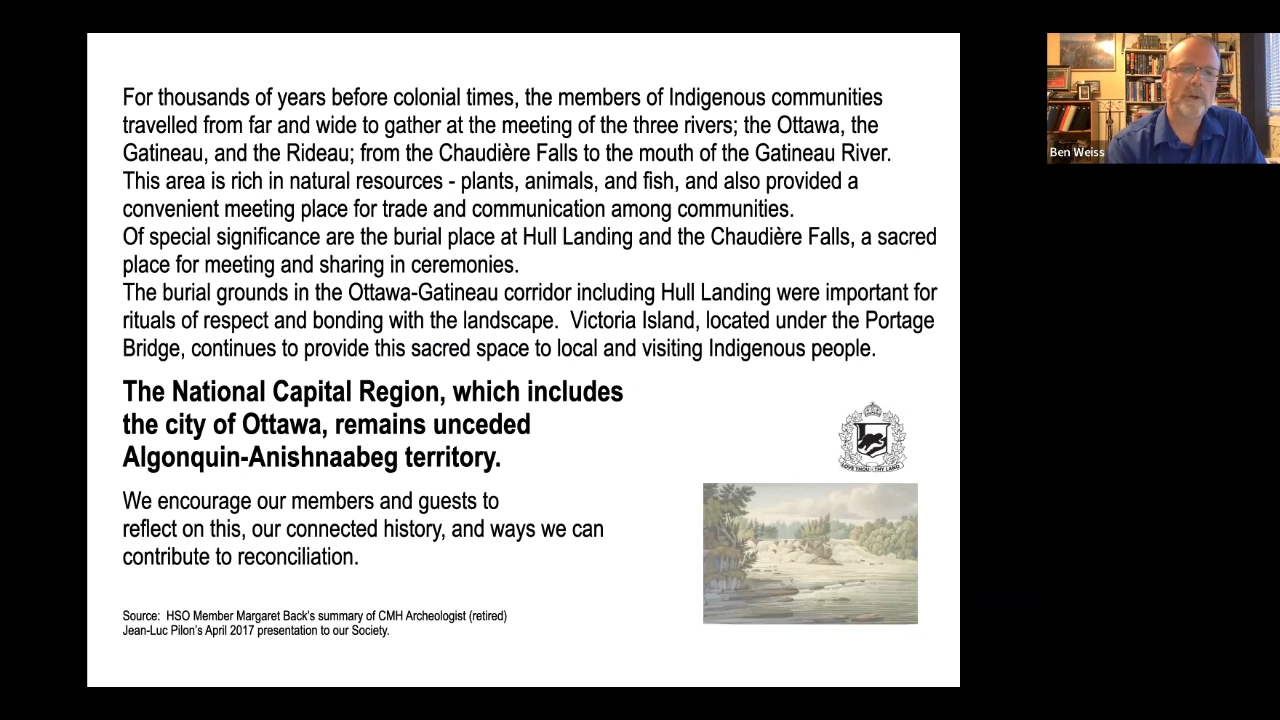 For thousands of years before colonial times, the members of Indigenous communities
travelled from far and wide to gather at the meeting of the three rivers; the Ottawa, the
Gatineau, and the Rideau; from the Chaudière Falls to the mouth of the Gatineau River.
This area is rich in natural resources - plants, animals, and fish, and also provided a
convenient meeting place for trade and communication among communities.
Of special significance are the burial place at Hull Landing and the Chaudière Falls, a sacred
place for meeting and sharing in ceremonies.
The burial grounds in the Ottawa-Gatineau corridor including Hull Landing were important for
rituals of respect and bonding with the landscape.  Victoria Island, located under the Portage
Bridge, continues to provide this sacred space to local and visiting Indigenous people.
The National Capital Region, which includes
the city of Ottawa, remains unceded
Algonquin-Anishnaabeg territory.
We encourage our members and guests to
reflect on this, our connected history, and ways we can
contribute to reconciliation.
Source:  HSO Member Margaret Back's summary of CMH Archeologist (retired)
Jean-Luc Pilon's April 2017 presentation to our Society.
LOVE THOU THY LAND
Ben Weiss